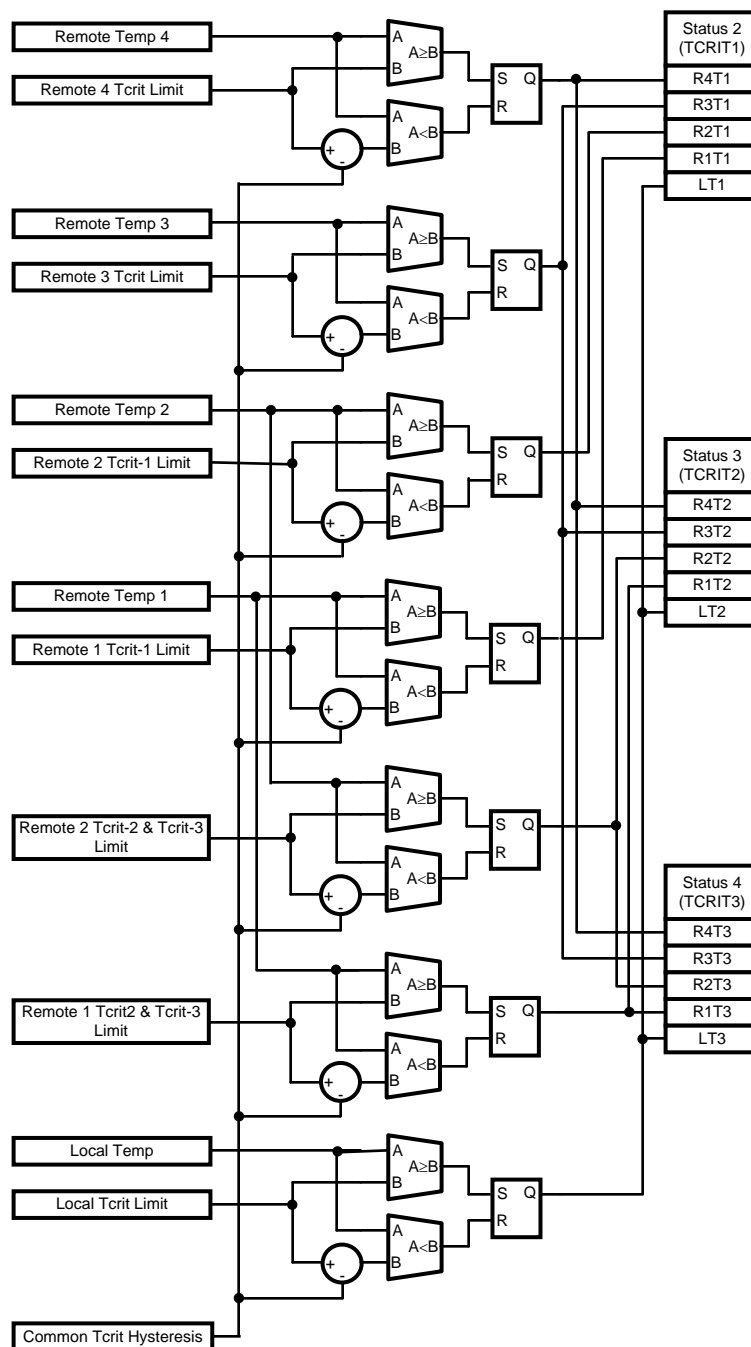 Remote Temp 4
Remote 4 Tcrit Limit
A
B
A≥B
A
B
A<B
+
-
S
R
Q
Remote Temp 3
Remote 3 Tcrit Limit
A
B
A≥B
A
B
A<B
+
-
S
R
Q
Remote Temp 2
Remote 2 Tcrit-1 Limit
A
B
A≥B
A
B
A<B
+
-
S
R
Q
Remote Temp 1
Remote 1 Tcrit-1 Limit
A
B
A≥B
A
B
A<B
+
-
S
R
Q
Remote 2 Tcrit-2 & Tcrit-3
Limit
A
B
A≥B
A
B
A<B
+
-
S
R
Q
Remote 1 Tcrit2 & Tcrit-3
Limit
A
B
A≥B
A
B
A<B
+
-
S
R
Q
Local Temp
Local Tcrit Limit
A
B
A≥B
A
B
A<B
+
-
S
R
Q
Common Tcrit Hysteresis
Status 2
(TCRIT1)
R4T1
R3T1
R2T1
R1T1
LT1
Status 3
(TCRIT2)
R4T2
R3T2
R2T2
R1T2
LT2
Status 4
(TCRIT3)
R4T3
R3T3
R2T3
R1T3
LT3